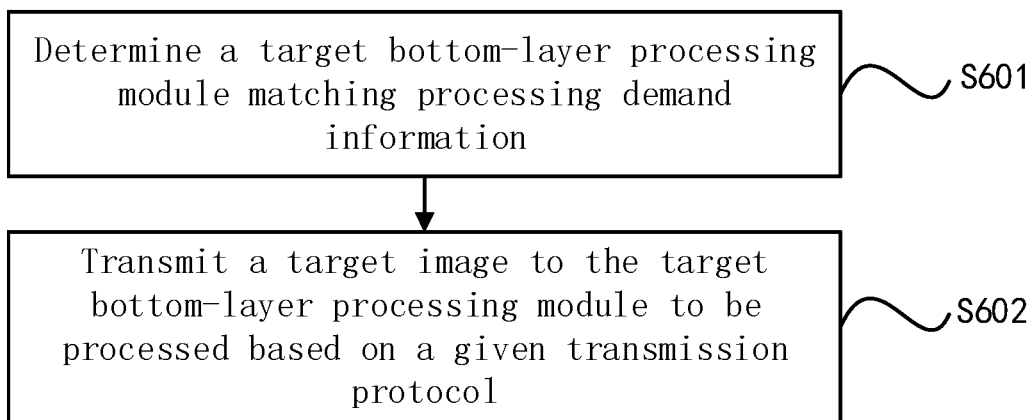 Determine a target bottom-layer processing
module matching processing demand
information
S601
Transmit a target image to the target
bottom-layer processing module to be
processed based on a given transmission
protocol
S602